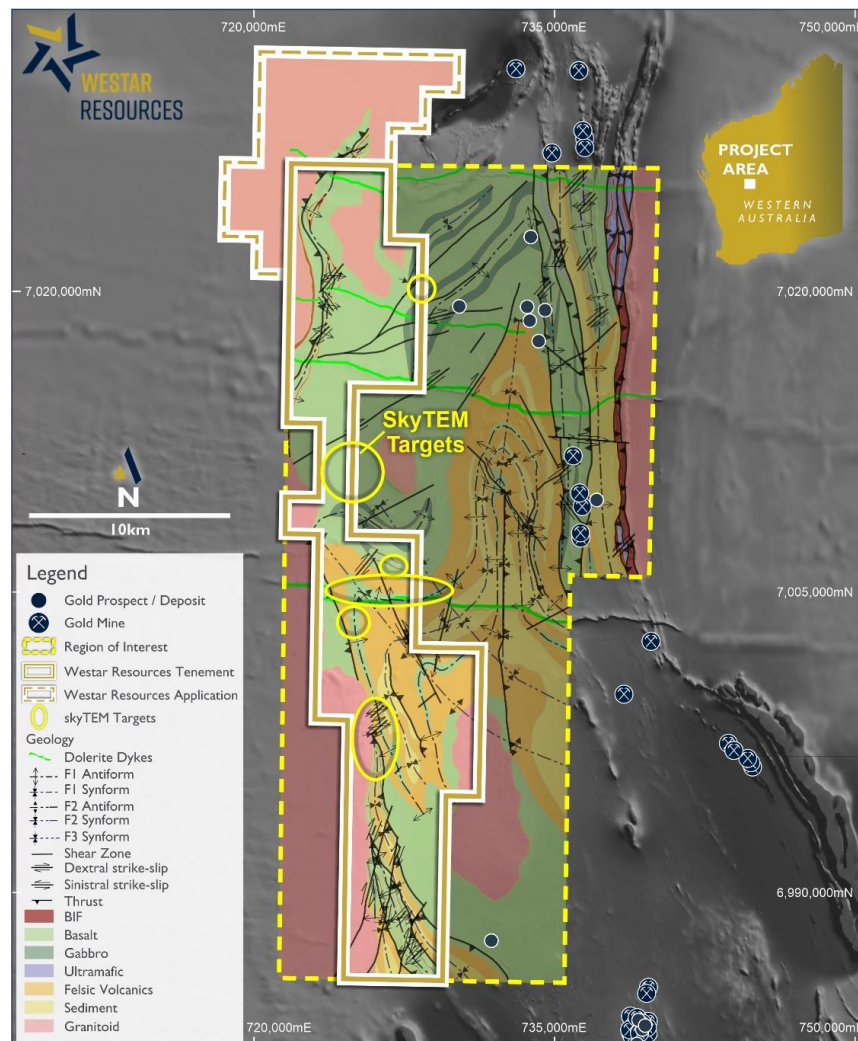 720,000mE 735,000mE 750,000mE
WESTAR
RESOURCES
PROJECT
AREA
WESTERN
AUSTRALIA
7,020,000mN 7,020,000mN
SkyTEM
Targets
N
10km
Legend
Gold Prospect / Deposit
Gold Mine
Region of Interest
Westar Resources Tenement
Westar Resources Application
skyTEM Targets
Geology
Dolerite Dykes
F1 Antiform
F1 Synform
F2 Antiform
F2 Synform
F3 Synform
Shear Zone
Dextral strike-slip
Sinistral strike-slip
Thrust
BIF
Basalt
Gabbro
Ultramafic
Felsic Volcanics
Sediment
Granitoid
7,005,000mN
6,990,000mN
720,000mE 735,000mE 750,000mE